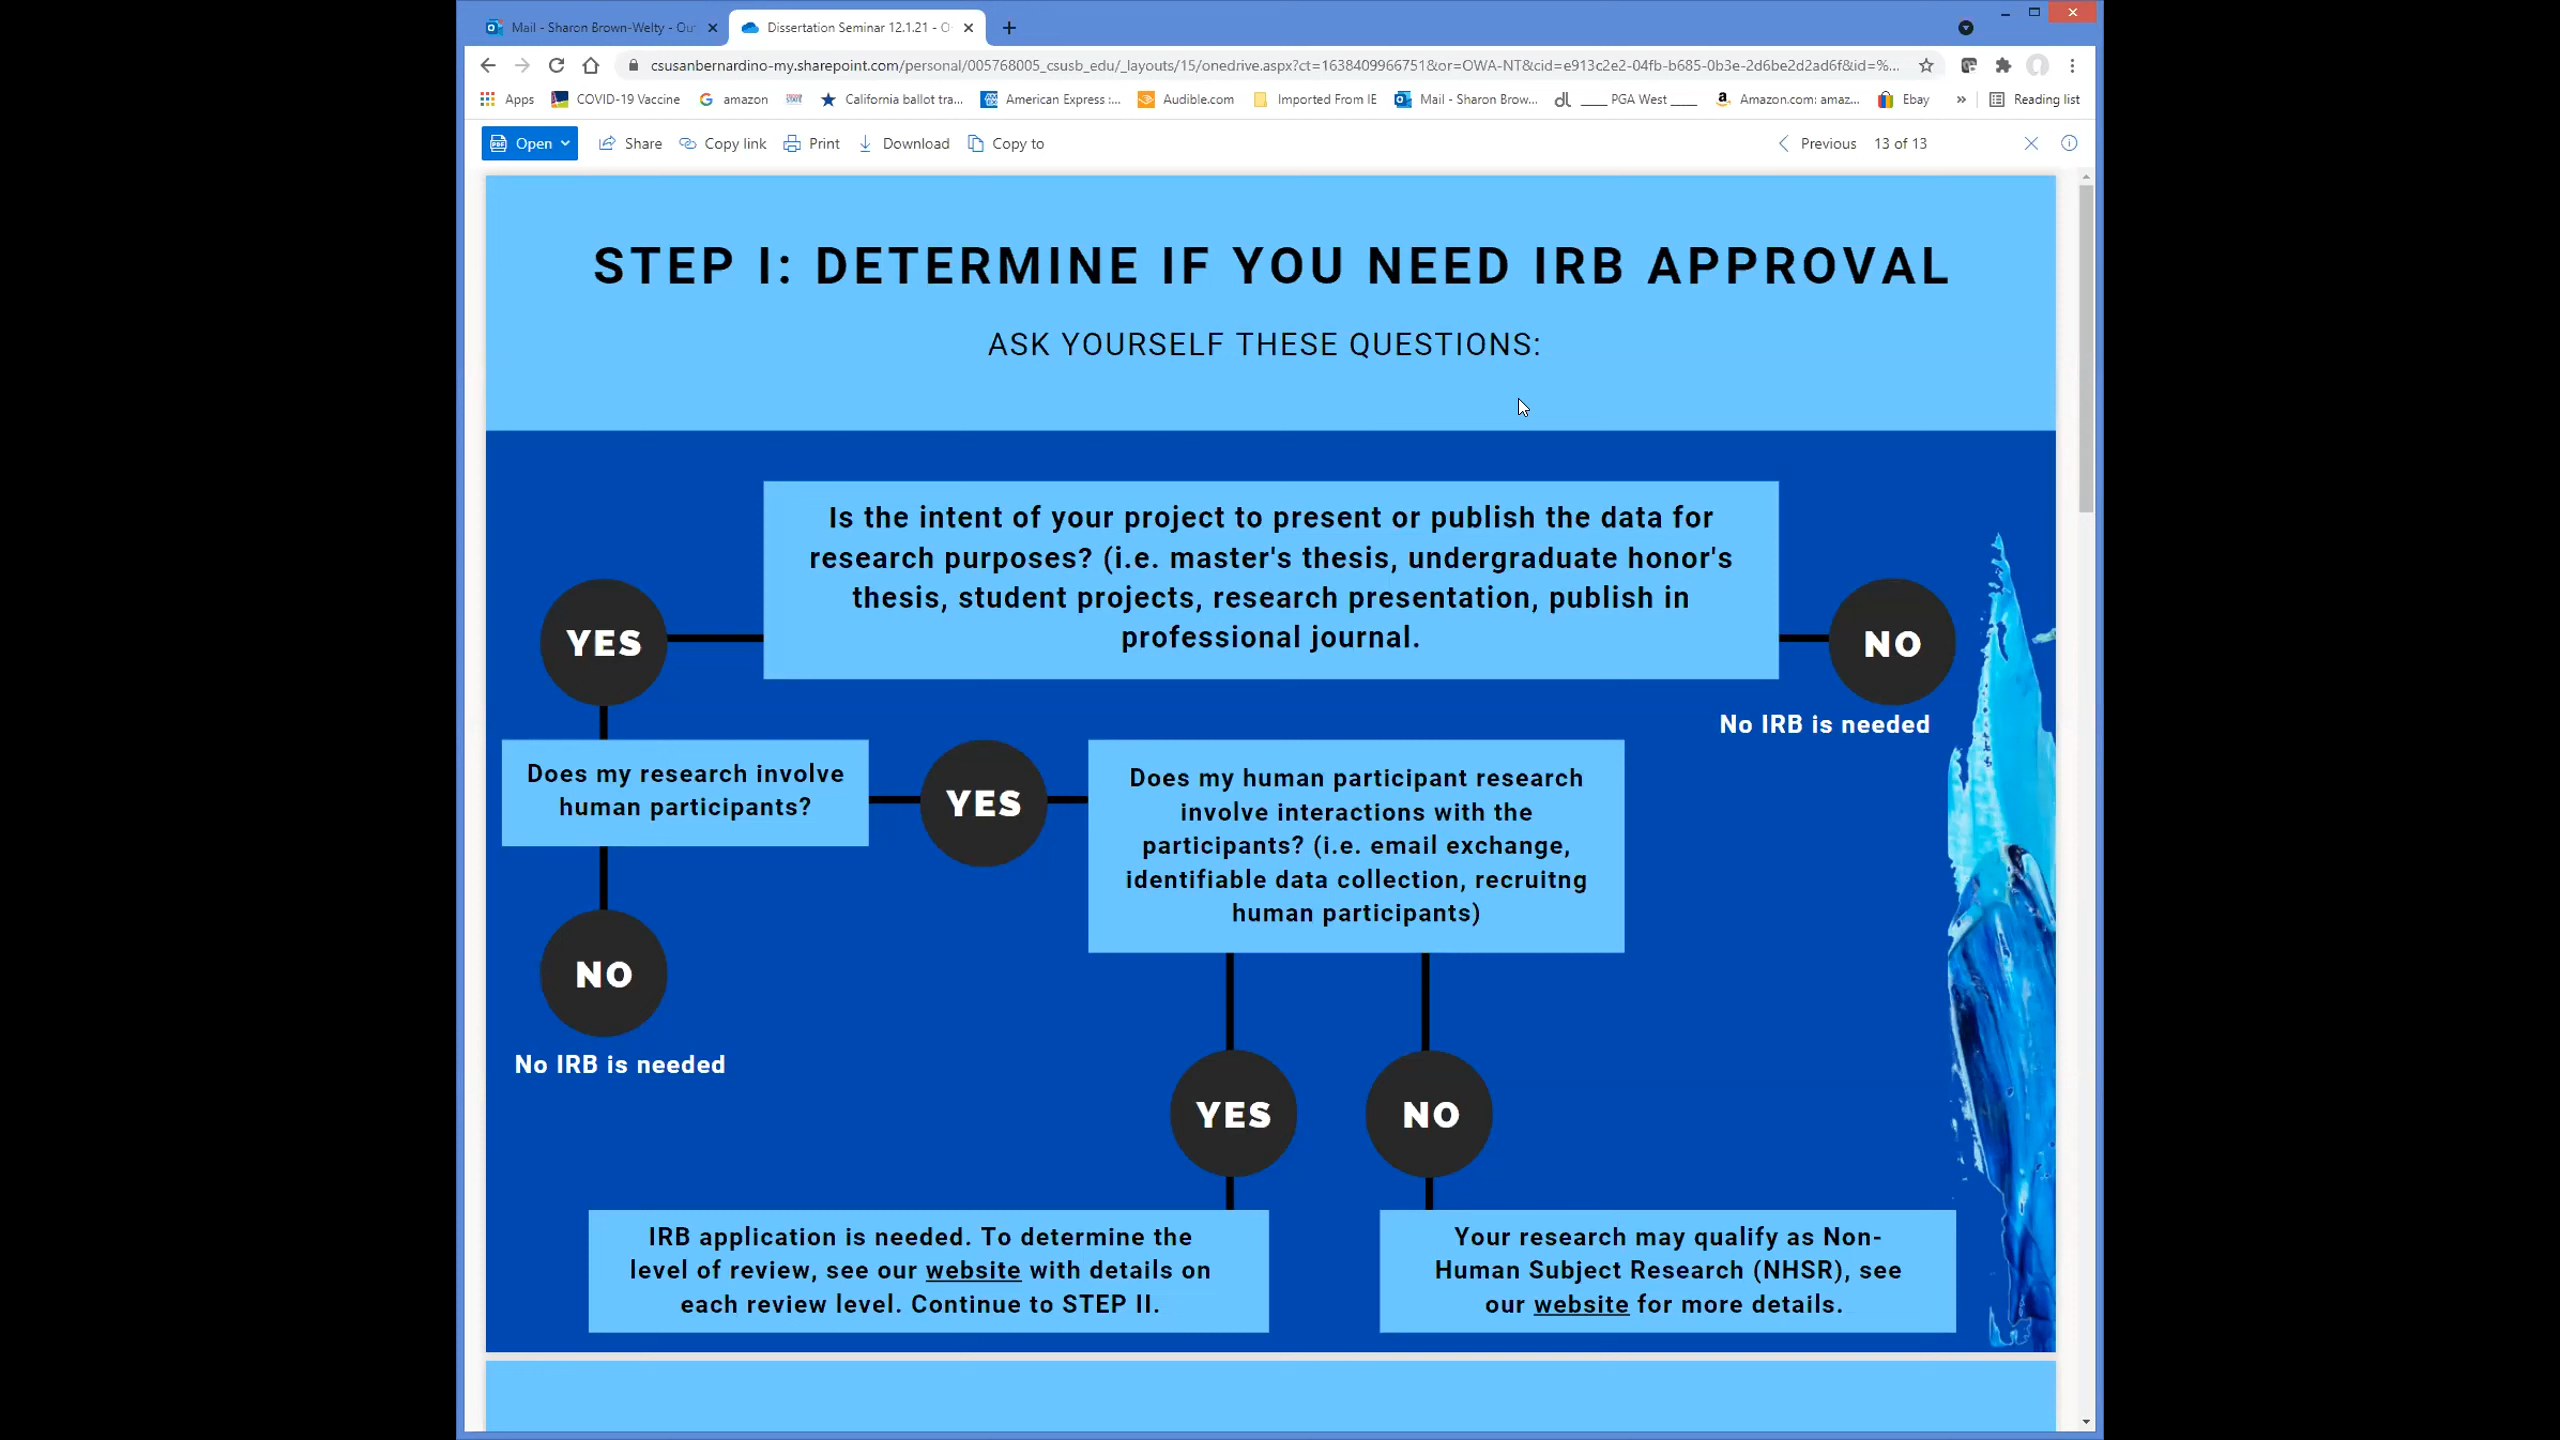 Mail - Sharon Brown-Welty - Ou
Dissertation Seminar 12.1.21 - O
csusanbernardino-my.sharepoint.com/personal/005768005_csusb_edu/_layouts/15/onedrive.aspx?ct=1638409966751&or=OWA-NT&cid=e913c2e2-04fb-b685-0b3e-2d6be2d2ad6f&id=%...
Apps COVID-19 Vaccine amazon California ballot tra... American Express :... Audible.com Imported From IE Mail - Sharon Brow... ____ PGA West ____ Amazon.com: amaz... Ebay » Reading list
Open Share Copy link Print Download Copy to Previous 13 of 13
STEP I: DETERMINE IF YOU NEED IRB APPROVAL
ASK YOURSELF THESE QUESTIONS:
Is the intent of your project to present or publish the data for
research purposes? (i.e. master's thesis, undergraduate honor's
thesis, student projects, research presentation, publish in
professional journal.
YES
NO
No IRB is needed
Does my research involve
human participants?
YES
Does my human participant research
involve interactions with the
participants? (i.e. email exchange,
identifiable data collection, recruitng
human participants)
NO
No IRB is needed
YES
NO
IRB application is needed. To determine the
level of review, see our website with details on
each review level. Continue to STEP II.
Your research may qualify as Non-
Human Subject Research (NHSR), see
our website for more details.